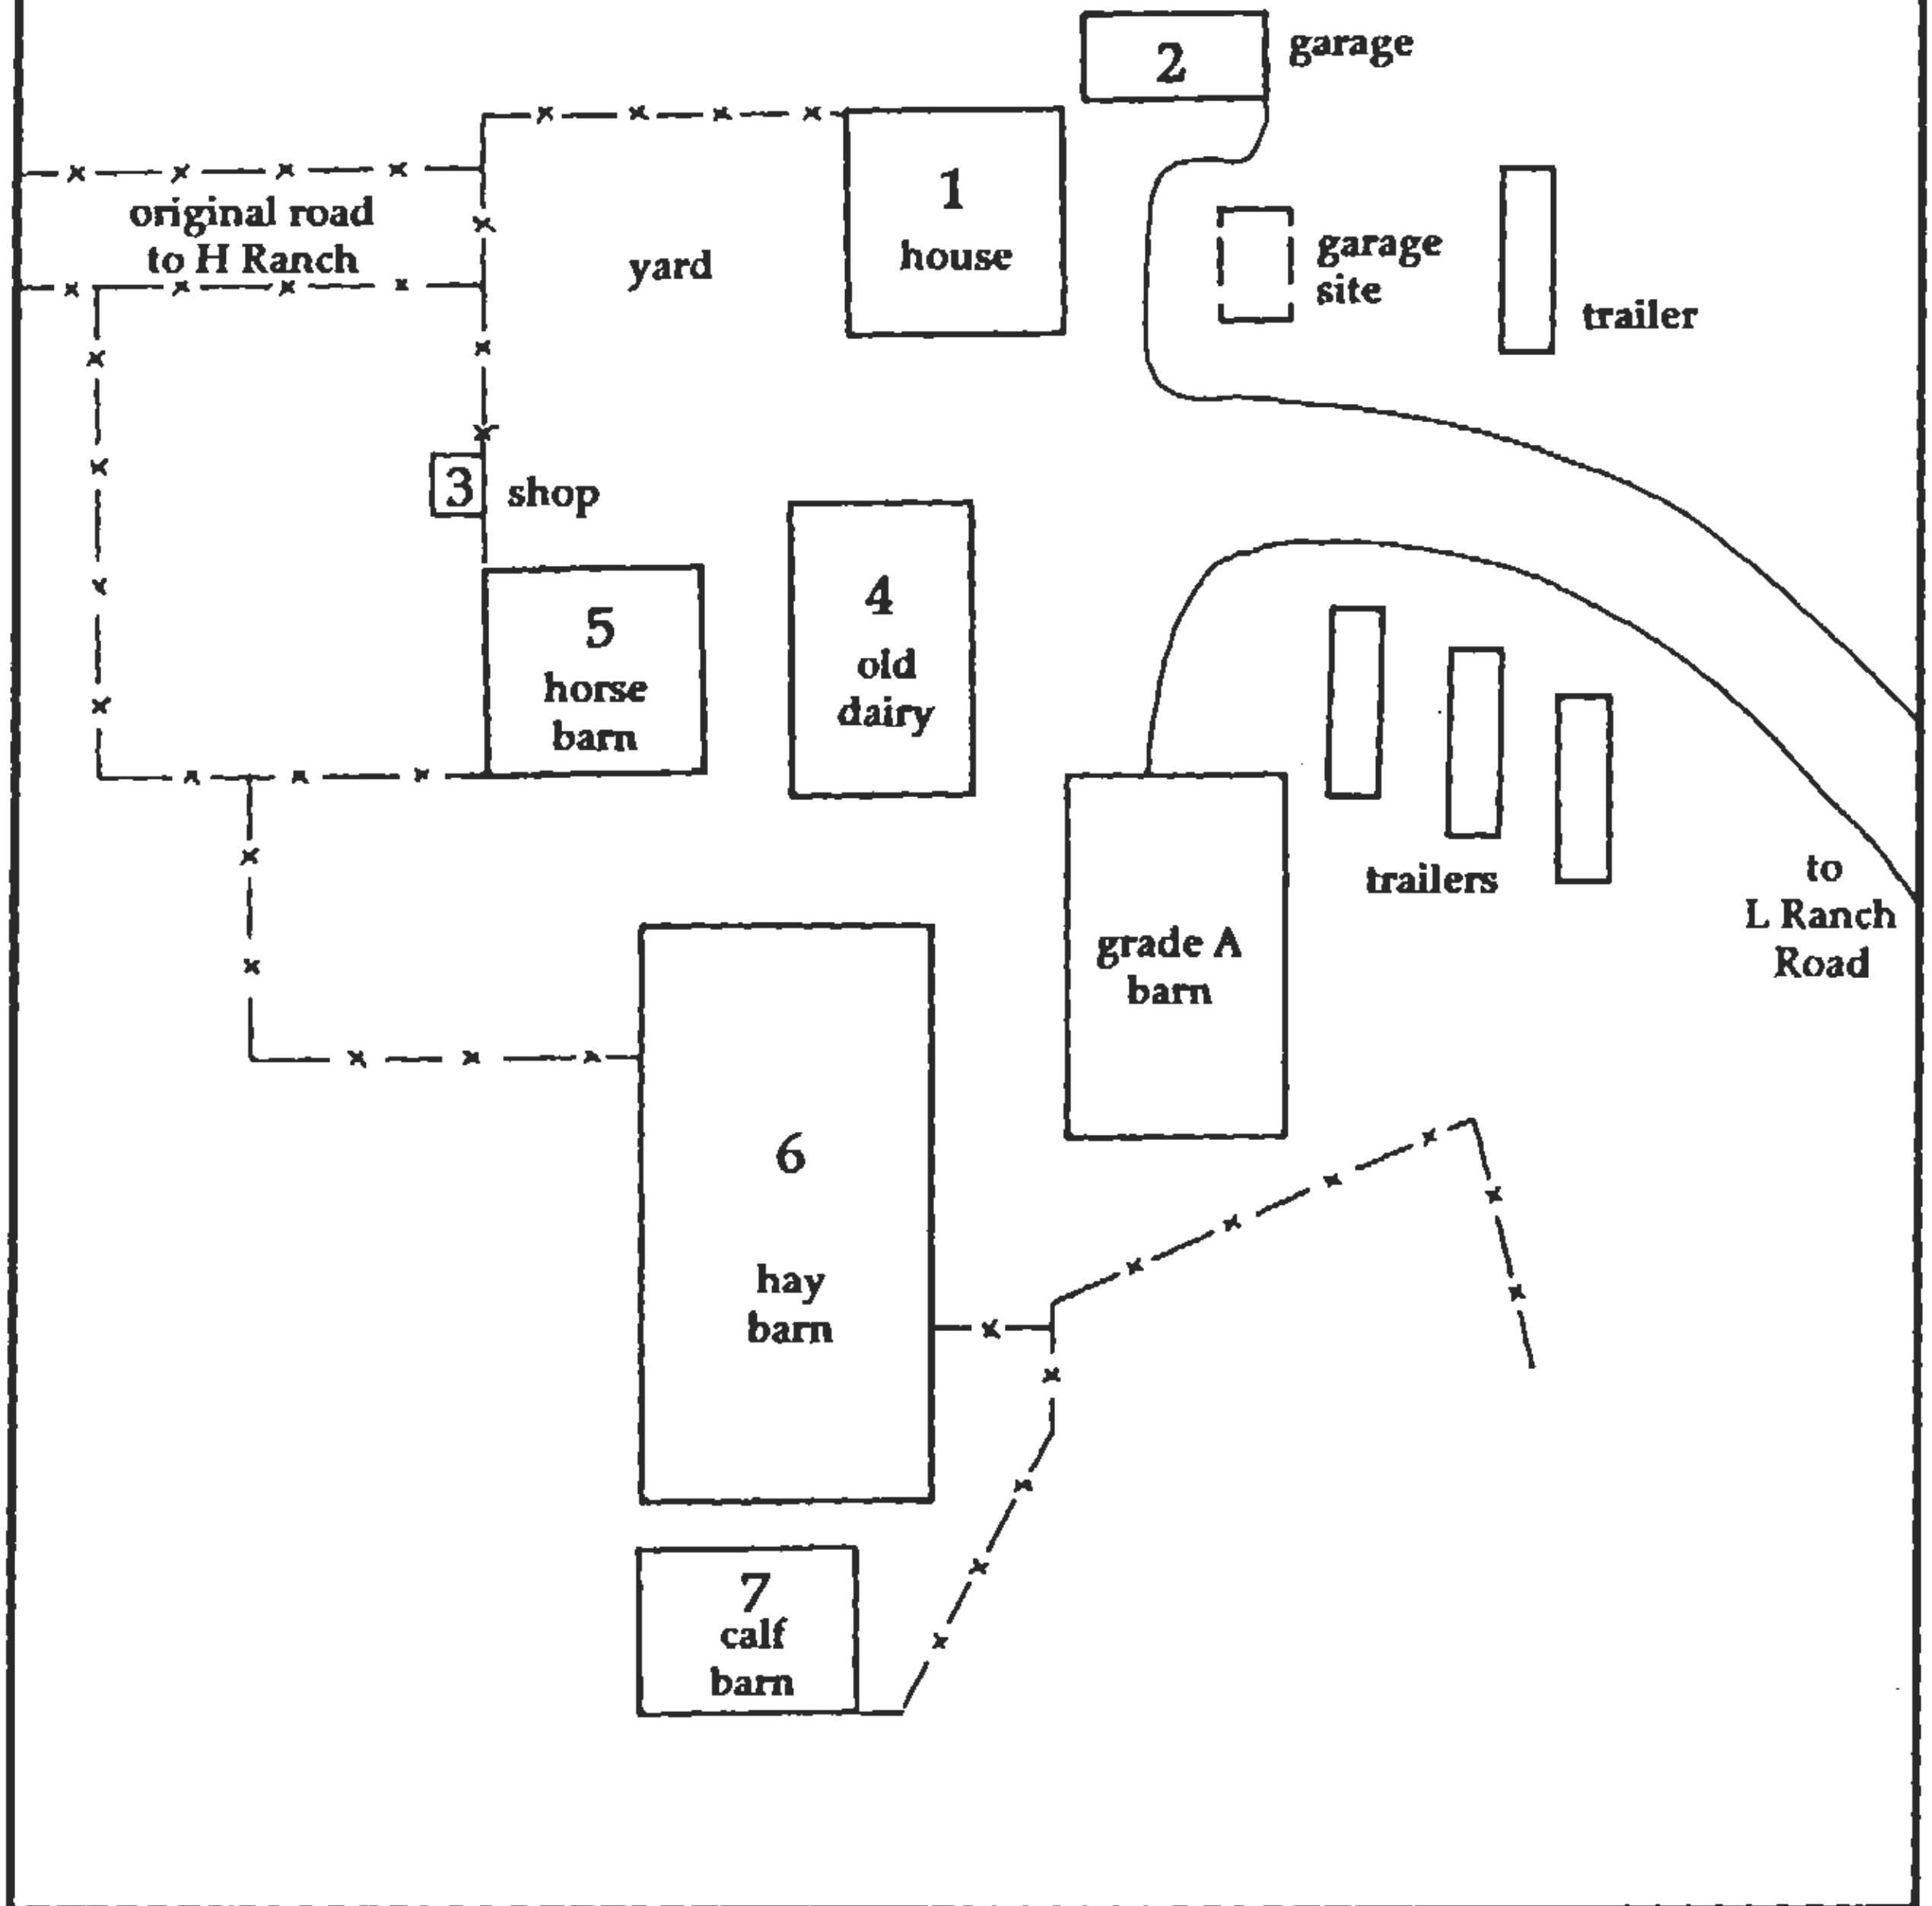 2
garage
1
house
original road
to H Ranch
yard
garage
site
trailer
3
shop
4
old
dairy
5
horse
barn
trailers
to
L Ranch
Road
grade A
barn
6
hay
barn
7
calf
barn